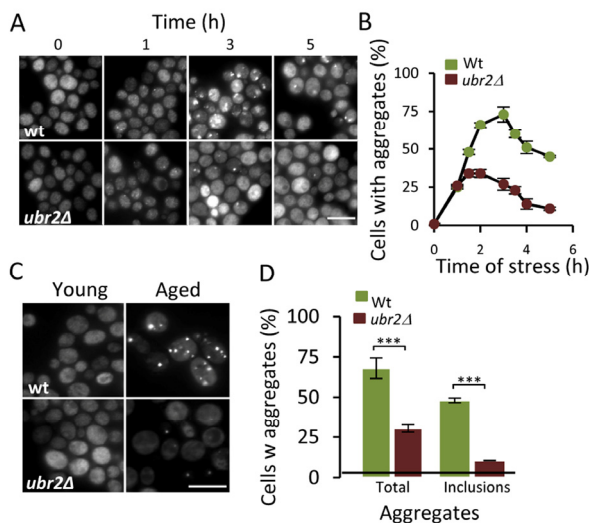 A
Time (h)
0 1 3 5
wt
ubr2Δ
B
Wt
ubr2Δ
Cells with aggregates (%)
100
75
50
25
0
0 2 4 6
Time of stress (h)
C
Young Aged
wt
ubr2Δ
D
Wt
ubr2Δ
Cells w aggregates (%)
100
75
50
25
0
***
***
Total Inclusions
Aggregates